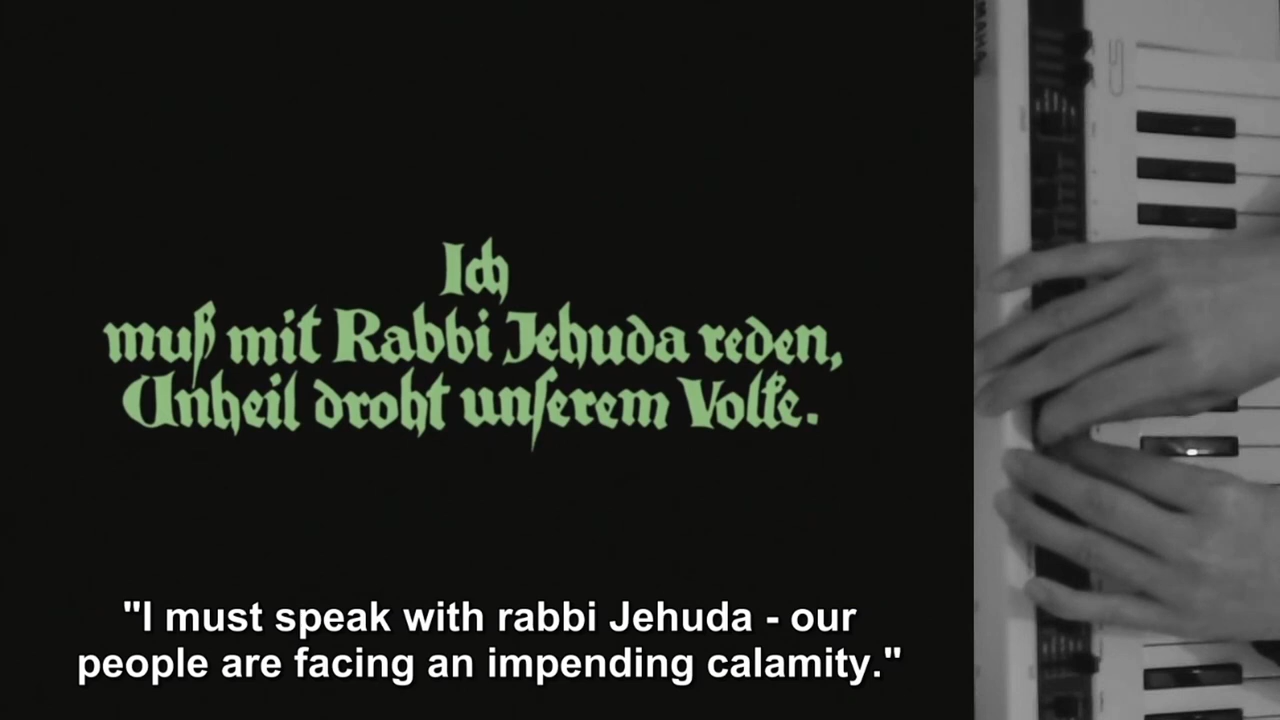 Ich
muß mit Rabbi Jehuda reden,
Unheil droht unserem Volke.
"I must speak with rabbi Jehuda - our
people are facing an impending calamity."